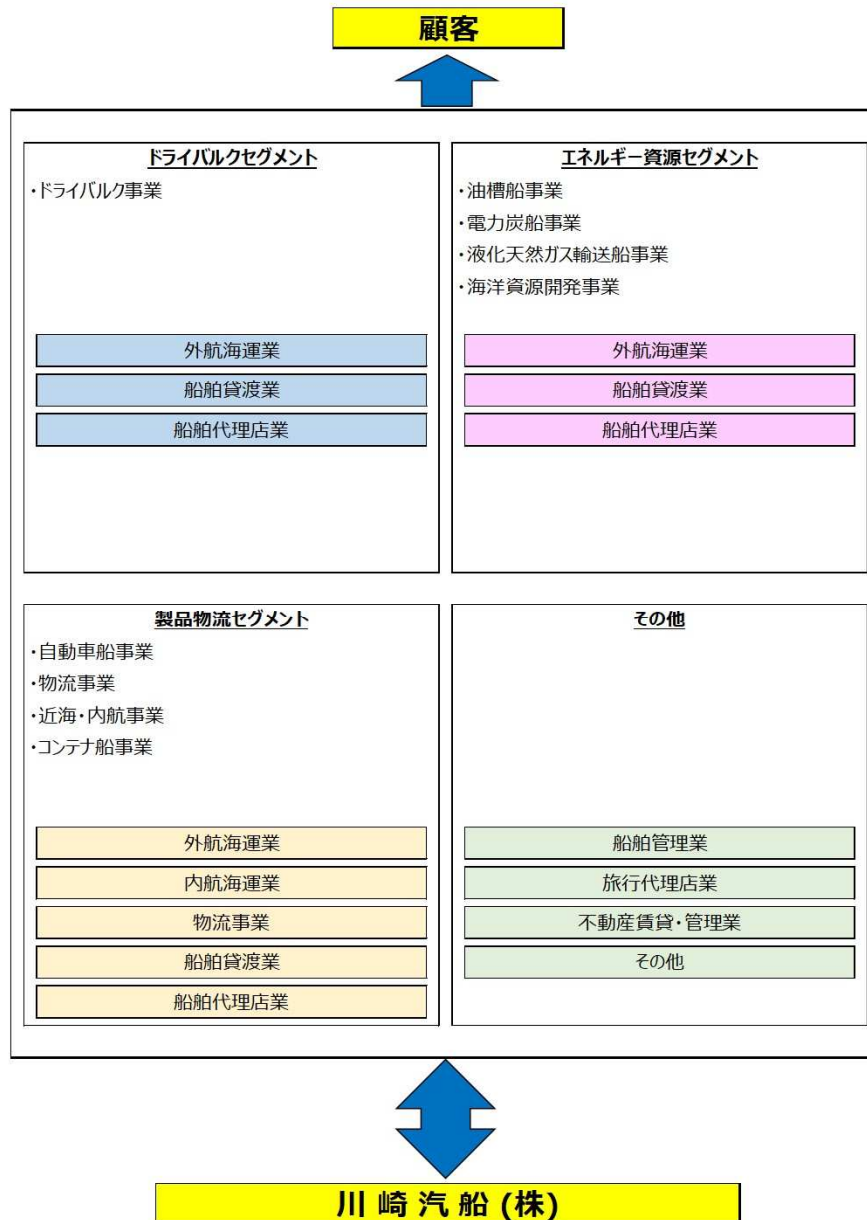 顧客
ドライバルクセグメント
・ドライバルク事業
外航海運業
船舶貸渡業
船舶代理店業
エネルギー資源セグメント
・油槽船事業
・電力炭船事業
・液化天然ガス輸送船事業
・海洋資源開発事業
外航海運業
船舶貸渡業
船舶代理店業
製品物流セグメント
・自動車船事業
・物流事業
・近海・内航事業
・コンテナ船事業
外航海運業
内航海運業
物流事業
船舶貸渡業
船舶代理店業
その他
船舶管理業
旅行代理店業
不動産賃貸・管理業
その他
川 崎 汽 船 (株)